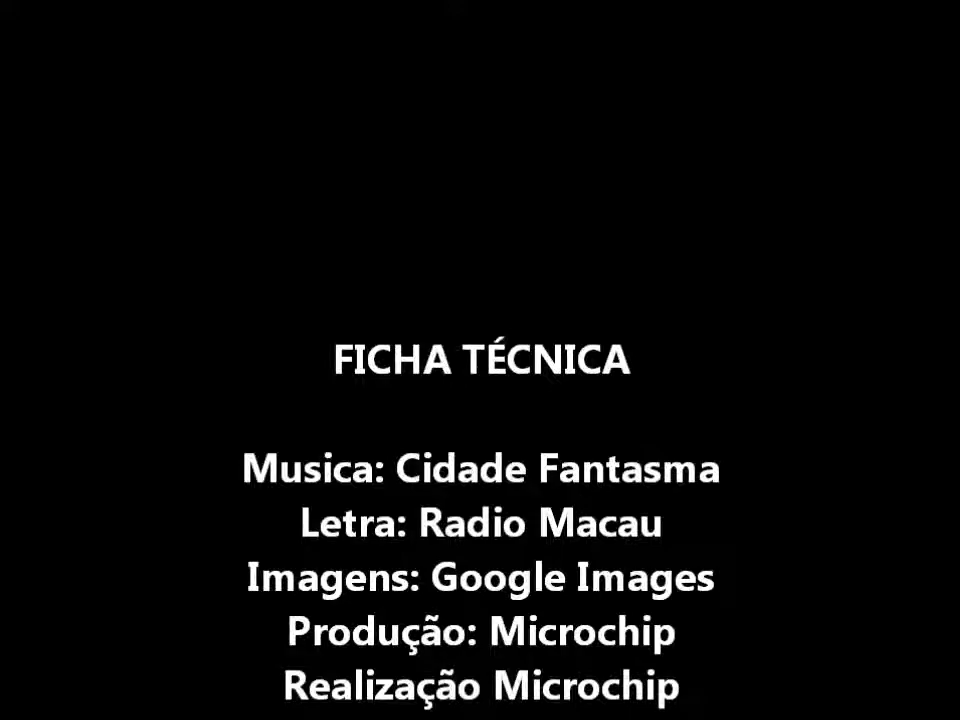 FICHA TÉCNICA
Musica: Cidade Fantasma
Letra: Radio Macau
Imagens: Google Images
Produção: Microchip
Realização Microchip